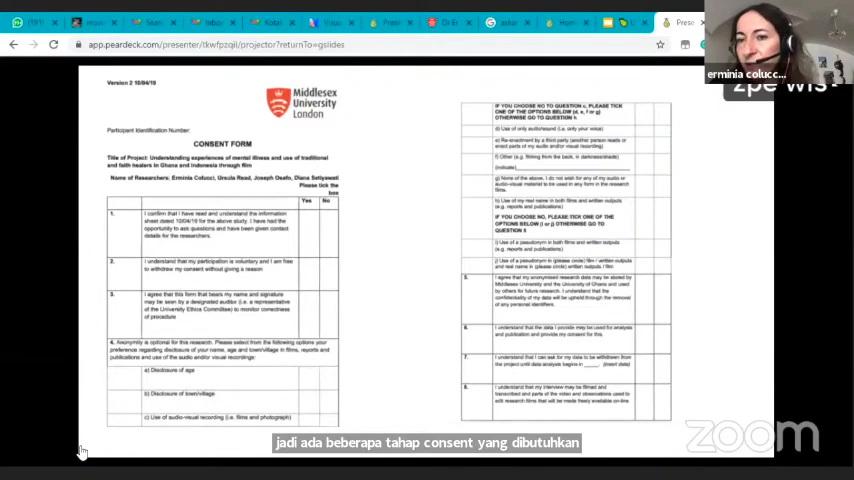 (191)
Inbox
Kobal
app.peardeck.com/presenter/tkwfpzqjii/projector?returnTo=gslides
erminia colucc...
zpe wis
Version 2 10/04/19
Middlesex
University
London
Participant Identification Number:
CONSENT FORM
Title of Project: Understanding experiences of mental illness and use of traditional
and faith healers in Ghana and Indonesia through film
Name of Researchers: Erminia Colucci, Ursula Read, Joseph Osafo, Diana Setiyawati
Please tick the
box
Yes No
1. I confirm that I have read and understand the information
sheet dated 10/04/19 for the above study. I have had the
opportunity to ask questions and have been given contact
details for the researchers.
2. I understand that my participation is voluntary and I am free
to withdraw my consent without giving a reason
3. I agree that this form that bears my name and signature
may be seen by a designated auditor (i.e. a representative
of the University Ethics Committee) to monitor correctness
of procedure
4. Anonymity is optional for this research. Please select from the following options your
preference regarding disclosure of your name, age and town/village in films, reports and
publications and use of the audio and/or visual recordings:
a) Disclosure of age
b) Disclosure of town/village
c) Use of audio-visual recording (i.e. films and photograph)
IF YOU CHOOSE NO TO QUESTION c, PLEASE TICK
ONE OF THE OPTIONS BELOW (d, e, f or g)
OTHERWISE GO TO QUESTION h
d) Use of only audio/sound (i.e. only your voice)
e) Re-enactment by a third party (another person reads or
enact parts of my audio and/or visual recording)
f) Other (e.g. filming from the back, in darkness/shade)
(indicate)
g) None of the above, I do not wish for any of my audio or
audio-visual material to be used in any form in the research
films.
h) Use of my real name in both films and written outputs
(e.g. reports and publications)
IF YOU CHOOSE NO, PLEASE TICK ONE OF THE
OPTIONS BELOW (I or j) OTHERWISE GO TO
QUESTION 5
i) Use of a pseudonym in both films and written outputs
(e.g. reports and publications)
j) Use of a pseudonym in (please circle) film / written outputs
and real name in (please circle) written outputs / film
5. I agree that my anonymised research data may be stored by
Middlesex University and the University of Ghana and used
by others for future research. I understand that the
confidentiality of my data will be upheld through the removal
of any personal identifiers.
6. I understand that the data I provide may be used for analysis
and publication and provide my consent for this.
7. I understand that I can ask for my data to be withdrawn from
the project until data analysis begins in _____. (insert date)
8. I understand that my interview may be filmed and
transcribed and parts of the video and observations used to
edit research films that will be made freely available on-line
jadi ada beberapa tahap consent yang dibutuhkan
zoom